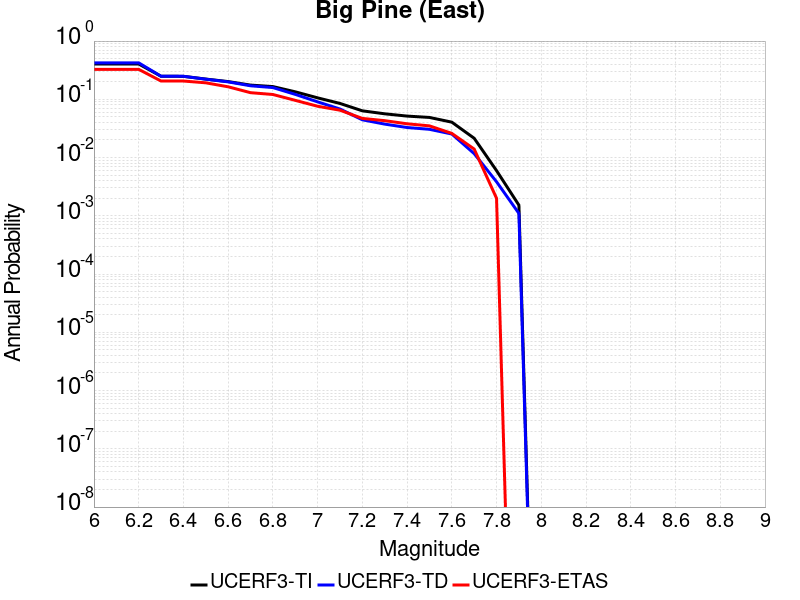 Big Pine (East)
Annual Probability
10^0
10^-1
10^-2
10^-3
10^-4
10^-5
10^-6
10^-7
10^-8
6 6.2 6.4 6.6 6.8 7 7.2 7.4 7.6 7.8 8 8.2 8.4 8.6 8.8 9
Magnitude
UCERF3-TI UCERF3-TD UCERF3-ETAS